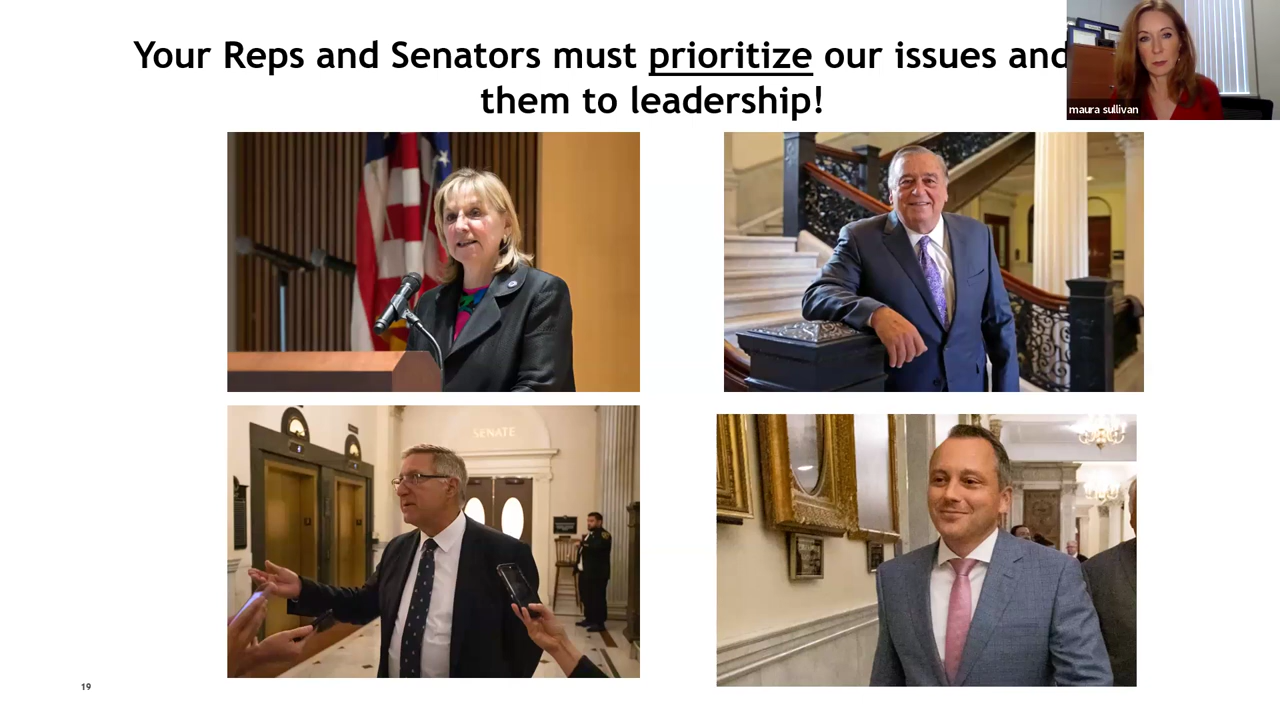 Your Reps and Senators must prioritize our issues and
them to leadership!
maura sullivan
SENATE
19